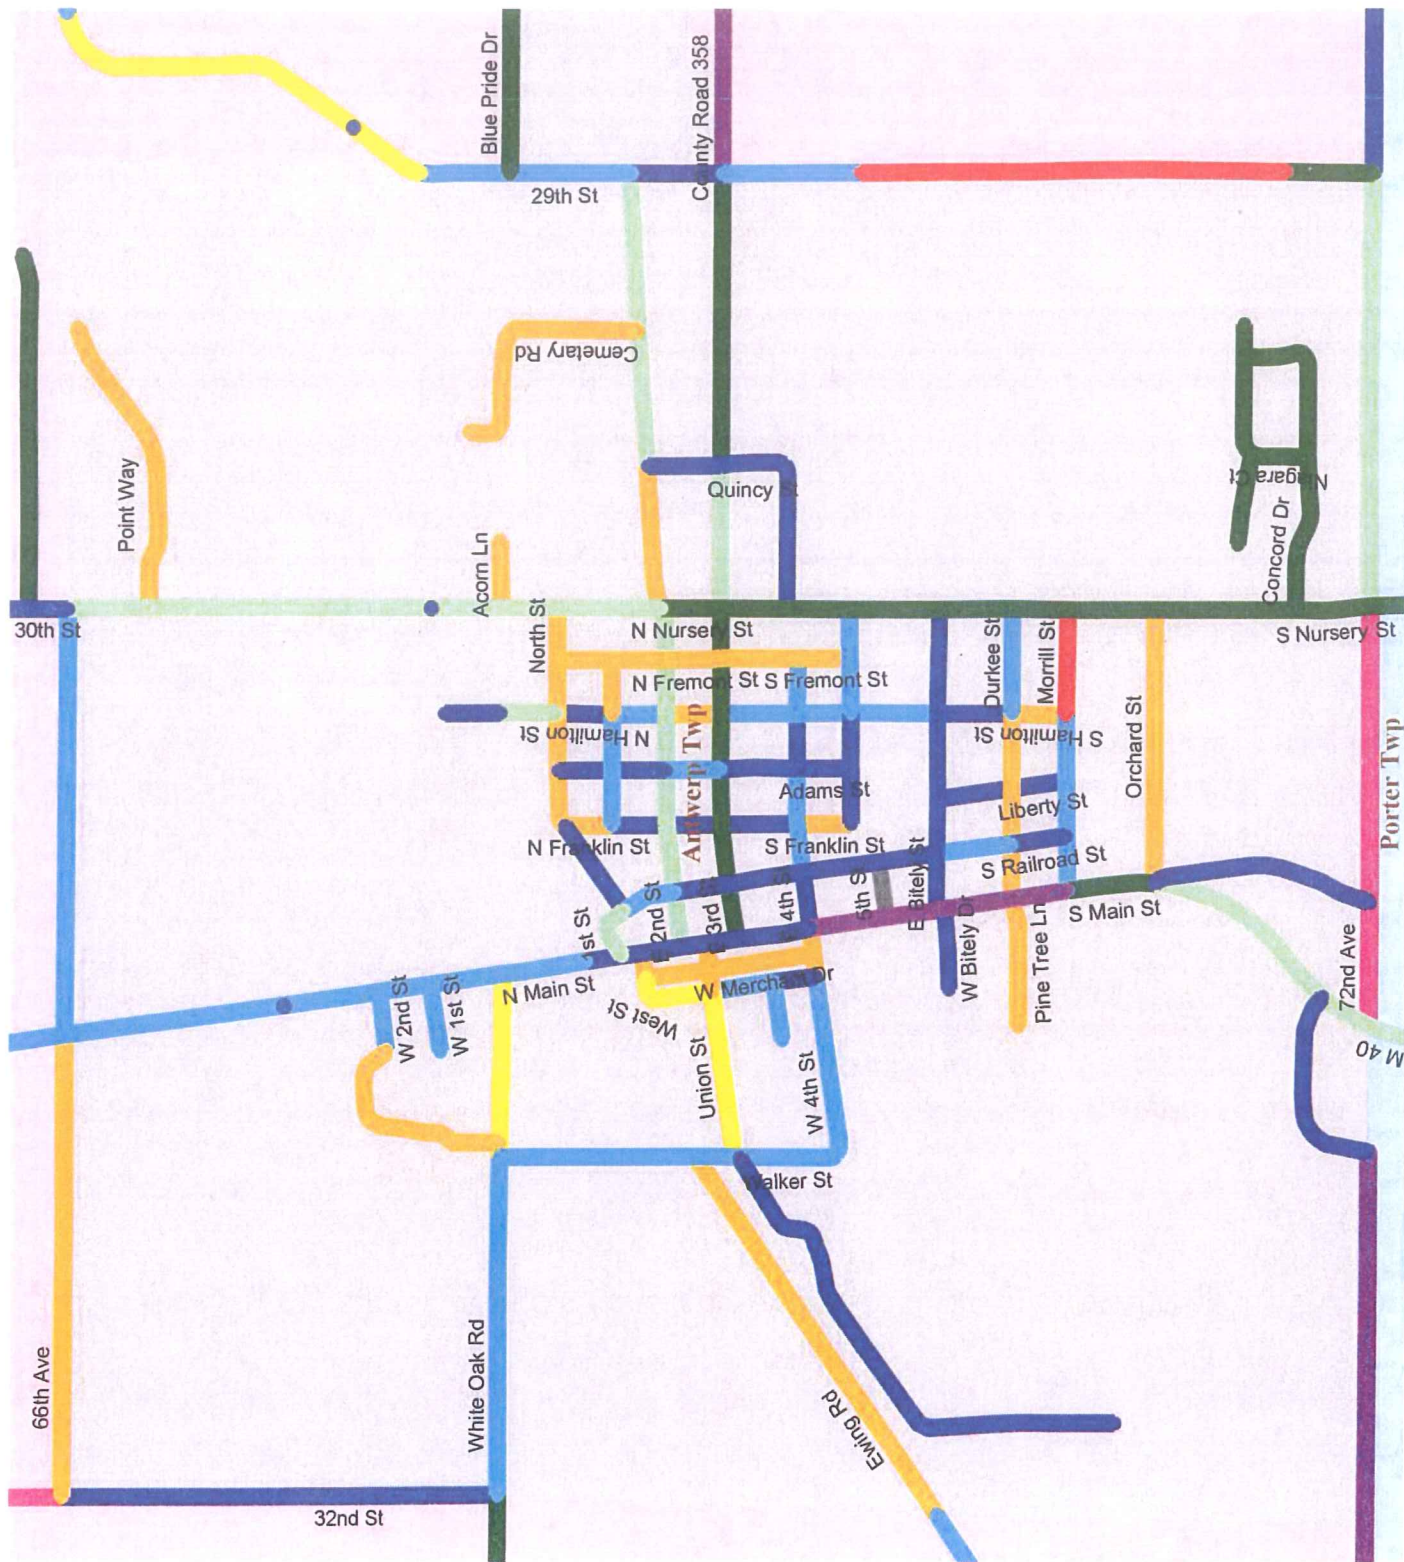 Blue Pride Dr
County Road 358
29th St
Cemetary Rd
Point Way
Quincy St
Niagara Ct
Concord Dr
Acorn Ln
30th St
North St
N Nursery St
S Nursery St
Durkee St
Morrill St
N Fremont St
S Fremont St
N Hamilton St
S Hamilton St
Orchard St
Antwerp Twp
Porter Twp
Adams St
Liberty St
N Franklin St
S Franklin St
S Railroad St
E Bitely St
5th St
4th St
3rd St
2nd St
1st St
S Main St
W Bitely Dr
Pine Tree Ln
72nd Ave
N Main St
W Merchant Dr
West St
W 2nd St
W 1st St
M 40
Union St
W 4th St
Walker St
66th Ave
White Oak Rd
Ewing Rd
32nd St